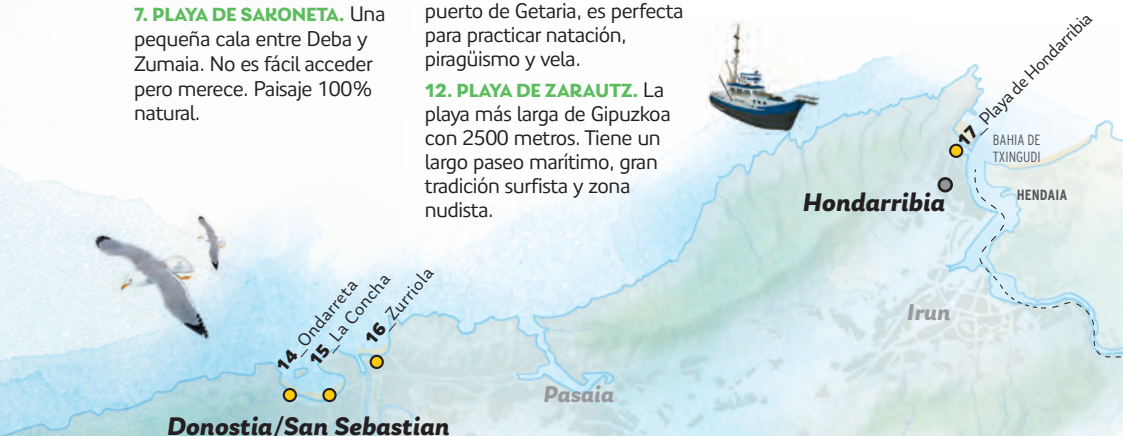 7. PLAYA DE SAKONETA. Una
pequeña cala entre Deba y
Zumaia. No es fácil acceder
pero merece. Paisaje 100%
natural.
puerto de Getaria, es perfecta
para practicar natación,
piragüismo y vela.
12. PLAYA DE ZARAUTZ. La
playa más larga de Gipuzkoa
con 2500 metros. Tiene un
largo paseo marítimo, gran
tradición surfista y zona
nudista.
17_Playa de Hondarribia
BAHIA DE
TXINGUDI
HENDAIA
Hondarribia
Irun
14_Ondarreta
15_La Concha
16_Zurriola
Pasaia
Donostia/San Sebastian